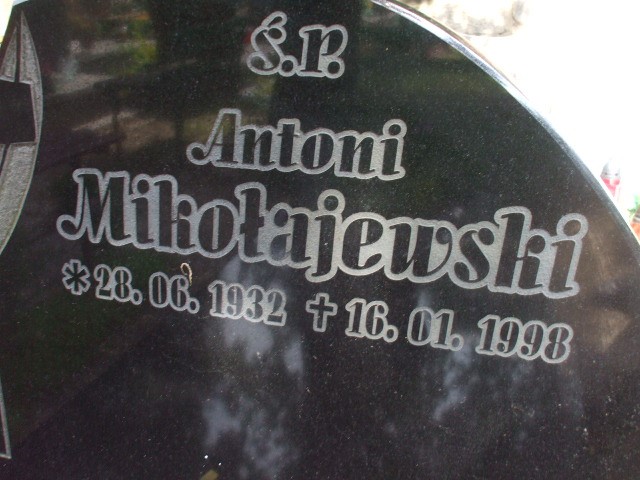 Ś.P.
Antoni
Mikołajewski
*28. 06. 1932 ✝ 16. 01. 1998